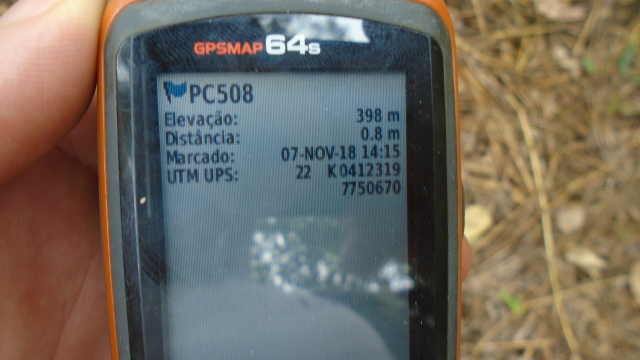 GPSMAP 64s
PC508
Elevação: 398 m
Distância: 0.8 m
Marcado: 07-NOV-18 14:15
UTM UPS: 22 K 0412319
7750670